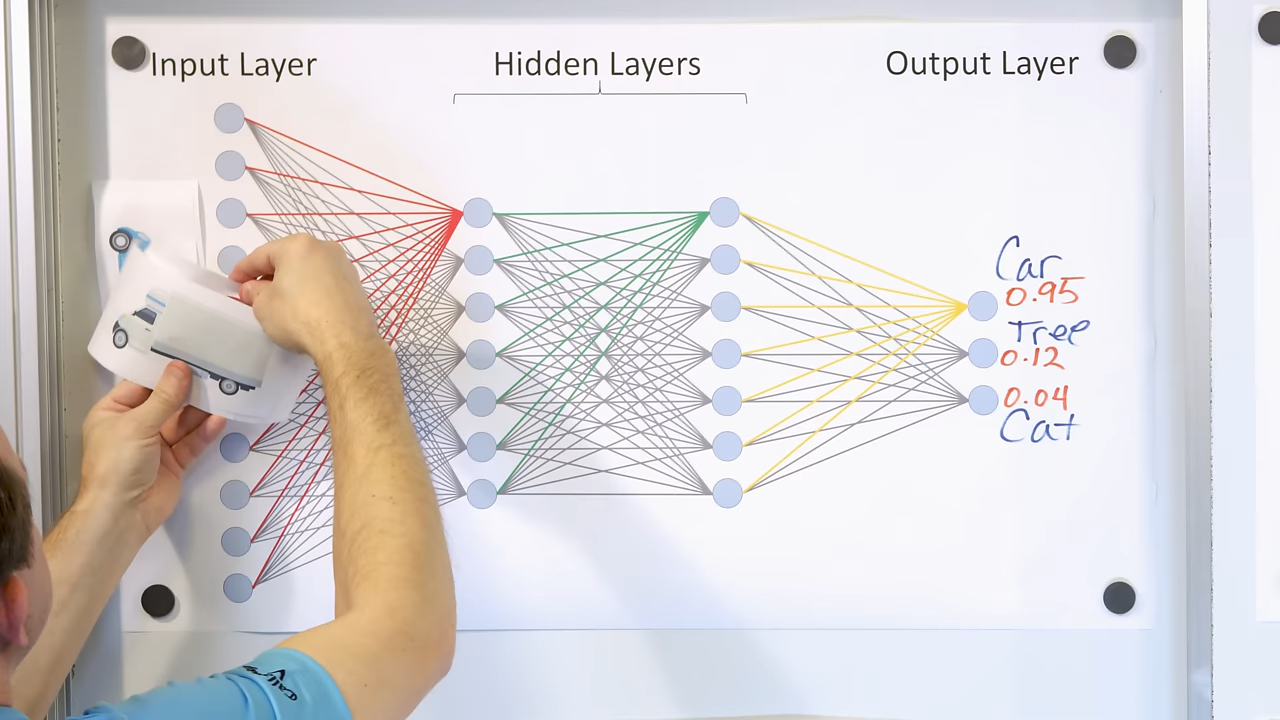 Input Layer
Hidden Layers
Output Layer
Car
0.95
Tree
0.12
0.04
Cat